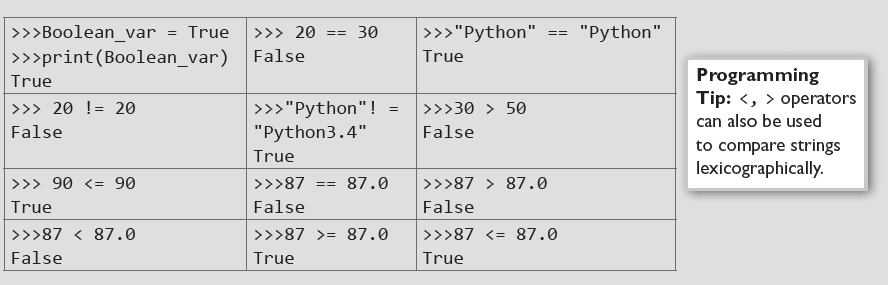 >>>Boolean_var = True
>>>print(Boolean_var)
True
>>> 20 == 30
False
>>>"Python" == "Python"
True
>>> 20 != 20
False
>>>"Python"! =
"Python3.4"
True
>>>30 > 50
False
>>> 90 <= 90
True
>>>87 == 87.0
False
>>>87 > 87.0
False
>>>87 < 87.0
False
>>>87 >= 87.0
True
>>>87 <= 87.0
True
Programming
Tip: <, > operators
can also be used
to compare strings
lexicographically.